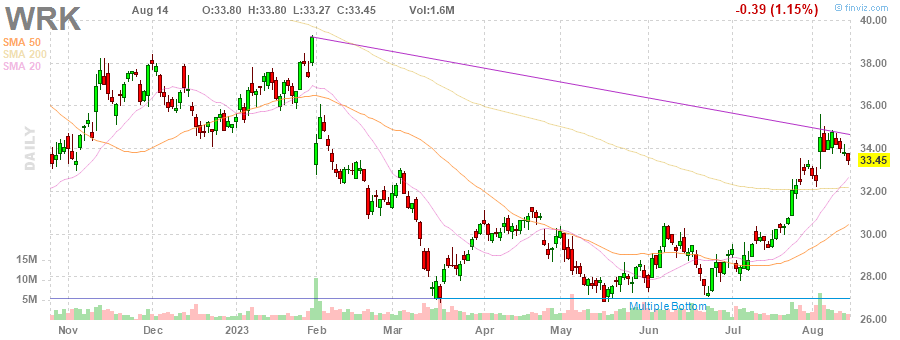 WRK Aug 14 O:33.80 H:33.80 L:33.27 C:33.45 Vol:1.6M -0.39 (1.15%) @ finviz.com
SMA 50
SMA 200
SMA 20
40.00
38.00
36.00
34.00
33.45
32.00
30.00
28.00
26.00
DAILY
15M
10M
5M
MultipleBottom
Nov Dec 2023 Feb Mar Apr May Jun Jul Aug